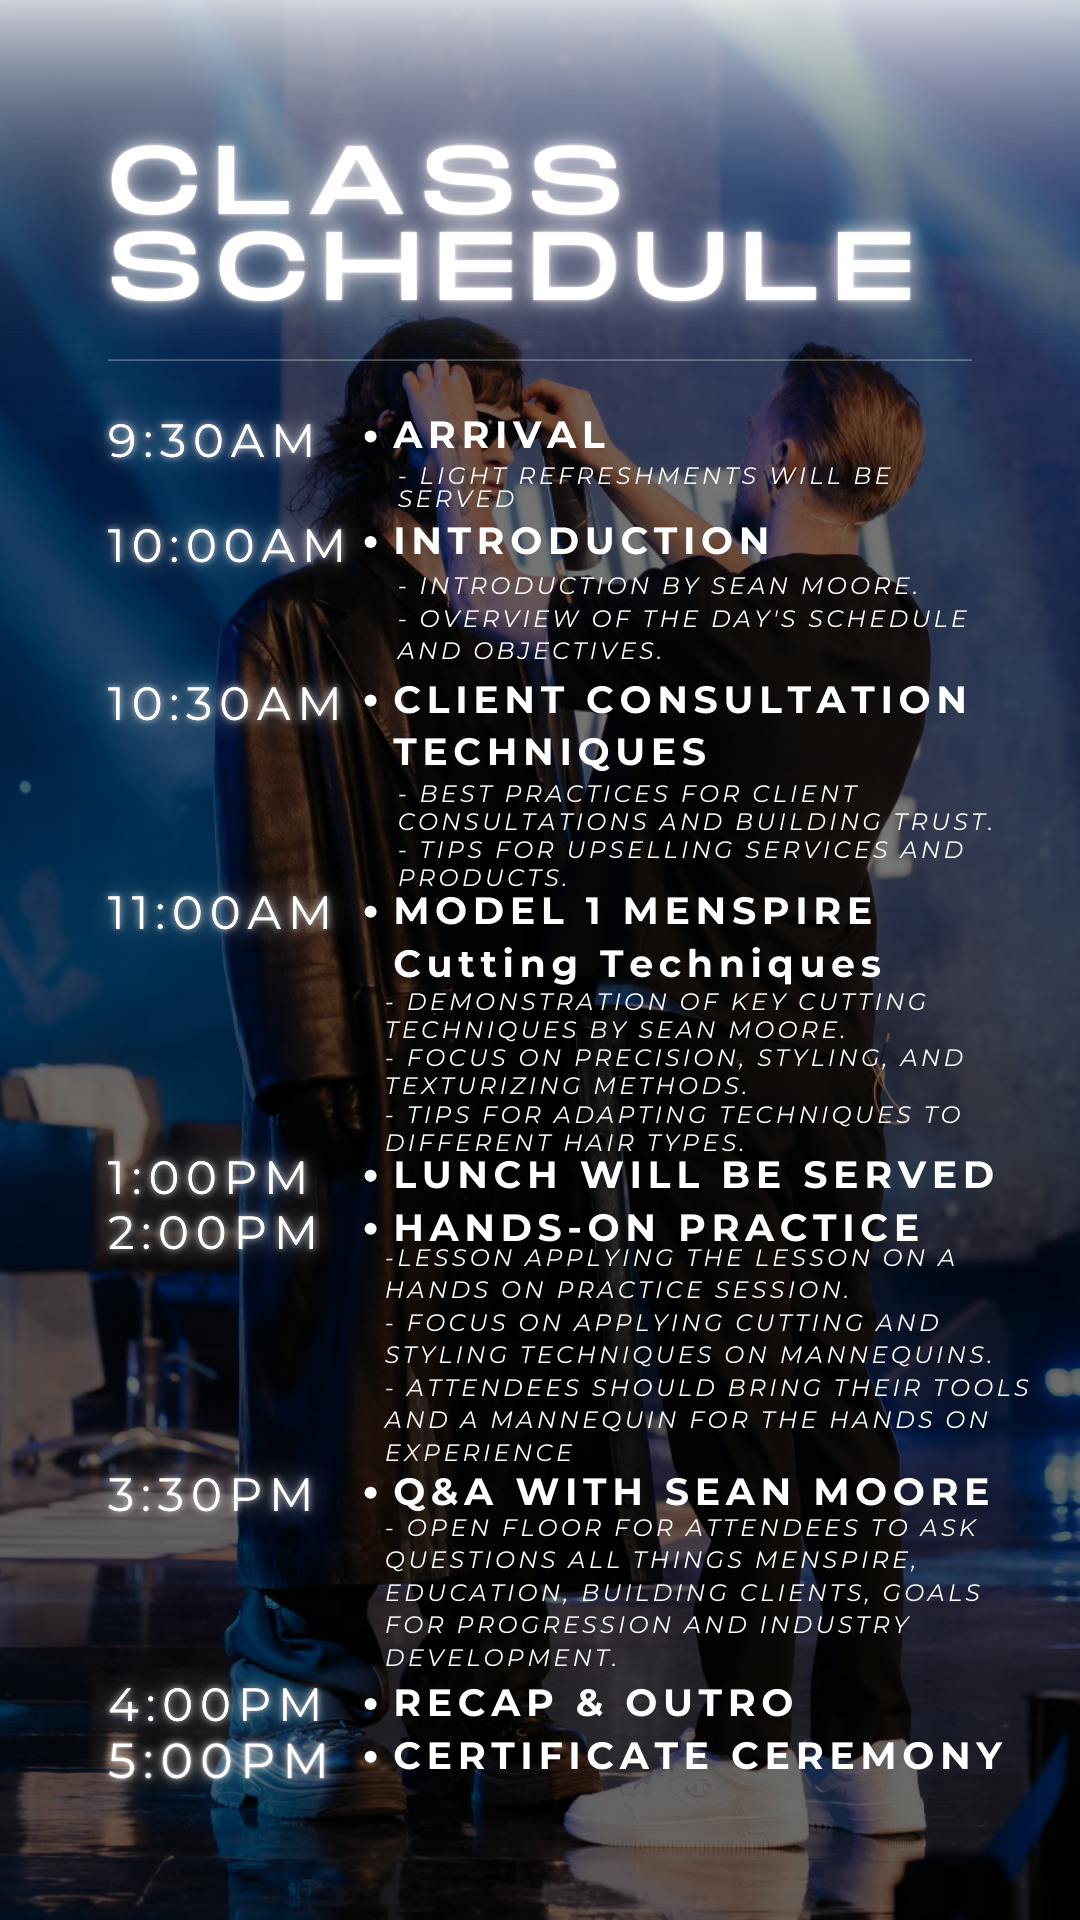 CLASS
SCHEDULE
9:30AM • ARRIVAL
- LIGHT REFRESHMENTS WILL BE
SERVED
10:00AM • INTRODUCTION
- INTRODUCTION BY SEAN MOORE.
- OVERVIEW OF THE DAY'S SCHEDULE
AND OBJECTIVES.
10:30AM • CLIENT CONSULTATION
TECHNIQUES
- BEST PRACTICES FOR CLIENT
CONSULTATIONS AND BUILDING TRUST.
- TIPS FOR UPSELLING SERVICES AND
PRODUCTS.
11:00AM • MODEL 1 MENSPIRE
Cutting Techniques
- DEMONSTRATION OF KEY CUTTING
TECHNIQUES BY SEAN MOORE.
- FOCUS ON PRECISION, STYLING, AND
TEXTURIZING METHODS.
- TIPS FOR ADAPTING TECHNIQUES TO
DIFFERENT HAIR TYPES.
1:00PM • LUNCH WILL BE SERVED
2:00PM • HANDS-ON PRACTICE
-LESSON APPLYING THE LESSON ON A
HANDS ON PRACTICE SESSION.
- FOCUS ON APPLYING CUTTING AND
STYLING TECHNIQUES ON MANNEQUINS.
- ATTENDEES SHOULD BRING THEIR TOOLS
AND A MANNEQUIN FOR THE HANDS ON
EXPERIENCE
3:30PM • Q&A WITH SEAN MOORE
- OPEN FLOOR FOR ATTENDEES TO ASK
QUESTIONS ALL THINGS MENSPIRE,
EDUCATION, BUILDING CLIENTS, GOALS
FOR PROGRESSION AND INDUSTRY
DEVELOPMENT.
4:00PM • RECAP & OUTRO
5:00PM • CERTIFICATE CEREMONY